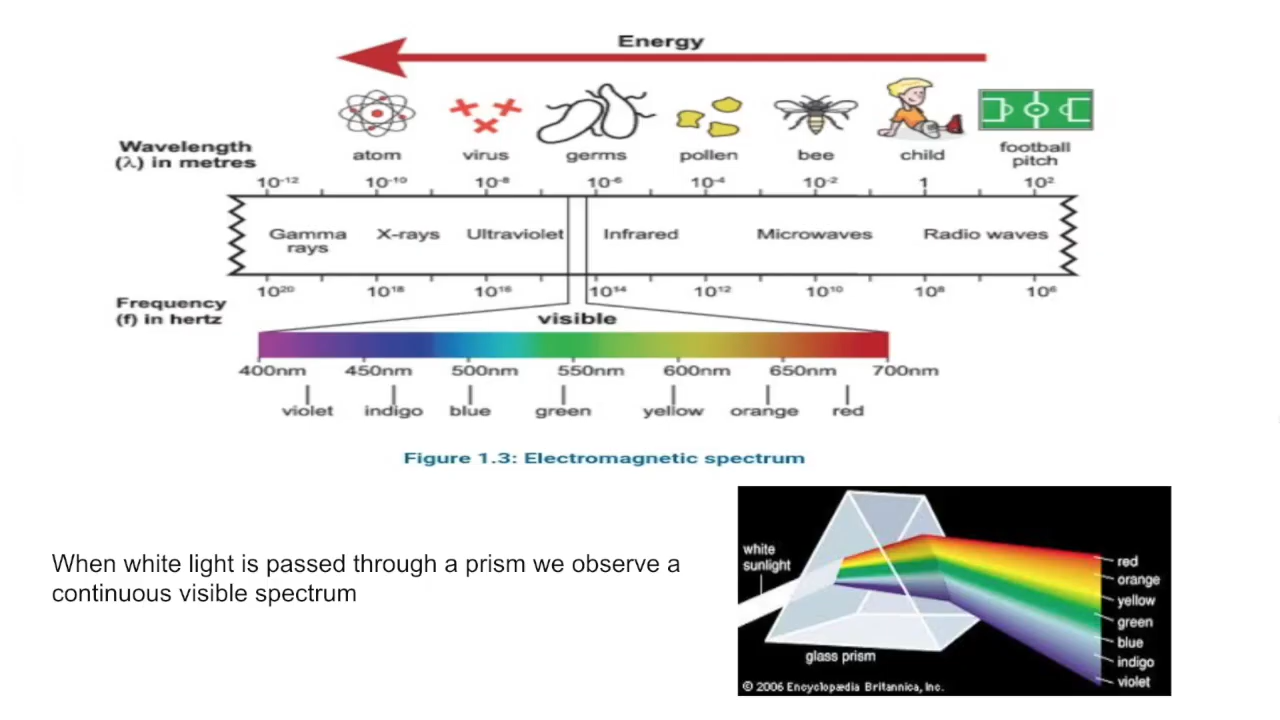 Energy
atom virus germs pollen bee child football pitch
Wavelength
(λ) in metres
10⁻¹² 10⁻¹⁰ 10⁻⁸ 10⁻⁶ 10⁻⁴ 10⁻² 1 10²
Gamma rays X-rays Ultraviolet Infrared Microwaves Radio waves
10²⁰ 10¹⁸ 10¹⁶ 10¹⁴ 10¹² 10¹⁰ 10⁸ 10⁶
Frequency
(f) in hertz
visible
400nm 450nm 500nm 550nm 600nm 650nm 700nm
violet indigo blue green yellow orange red
Figure 1.3: Electromagnetic spectrum
When white light is passed through a prism we observe a
continuous visible spectrum
white
sunlight
glass prism
red
orange
yellow
green
blue
indigo
violet
© 2006 Encyclopædia Britannica, Inc.